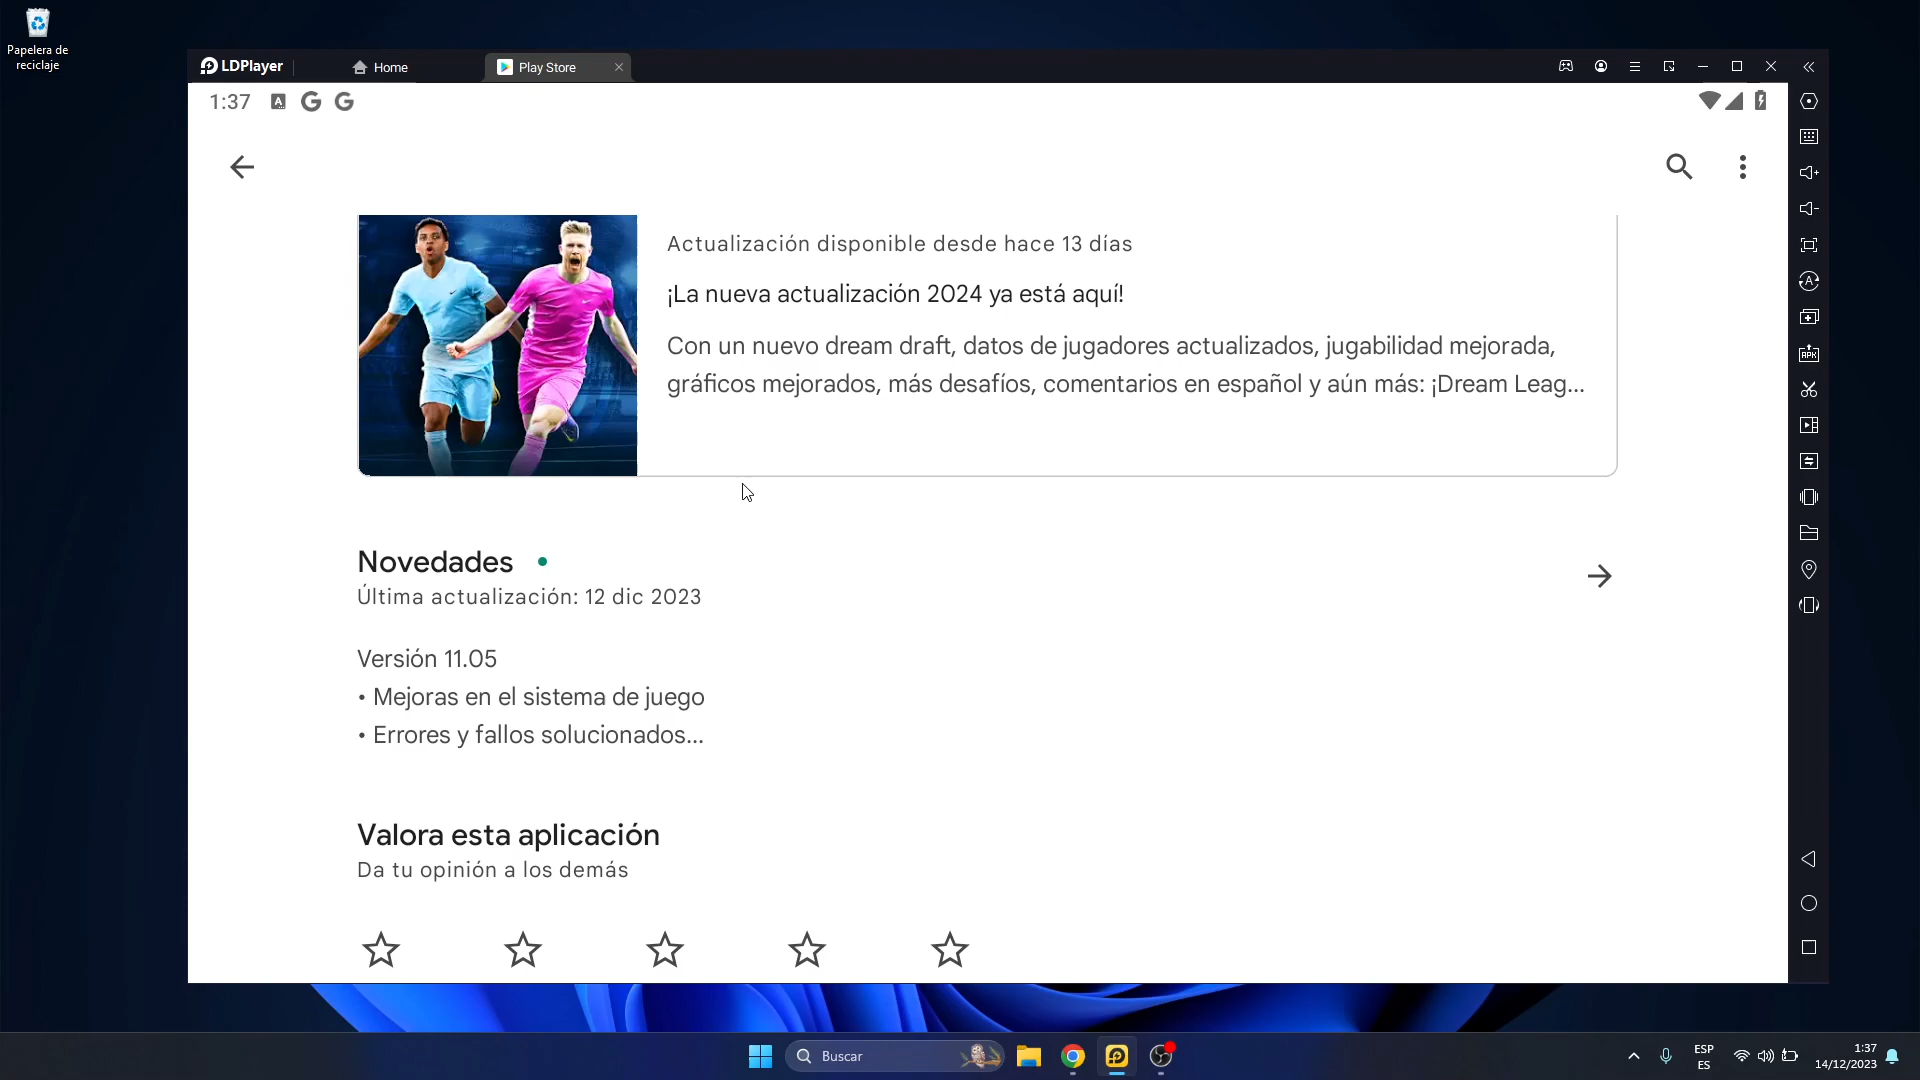 Papelera de
reciclaje
LDPlayer
Home
Play Store
1:37
Actualización disponible desde hace 13 días
¡La nueva actualización 2024 ya está aquí!
Con un nuevo dream draft, datos de jugadores actualizados, jugabilidad mejorada,
gráficos mejorados, más desafíos, comentarios en español y aún más: ¡Dream Leag...
Novedades
Última actualización: 12 dic 2023
Versión 11.05
• Mejoras en el sistema de juego
• Errores y fallos solucionados...
Valora esta aplicación
Da tu opinión a los demás
Buscar
ESP
ES
1:37
14/12/2023